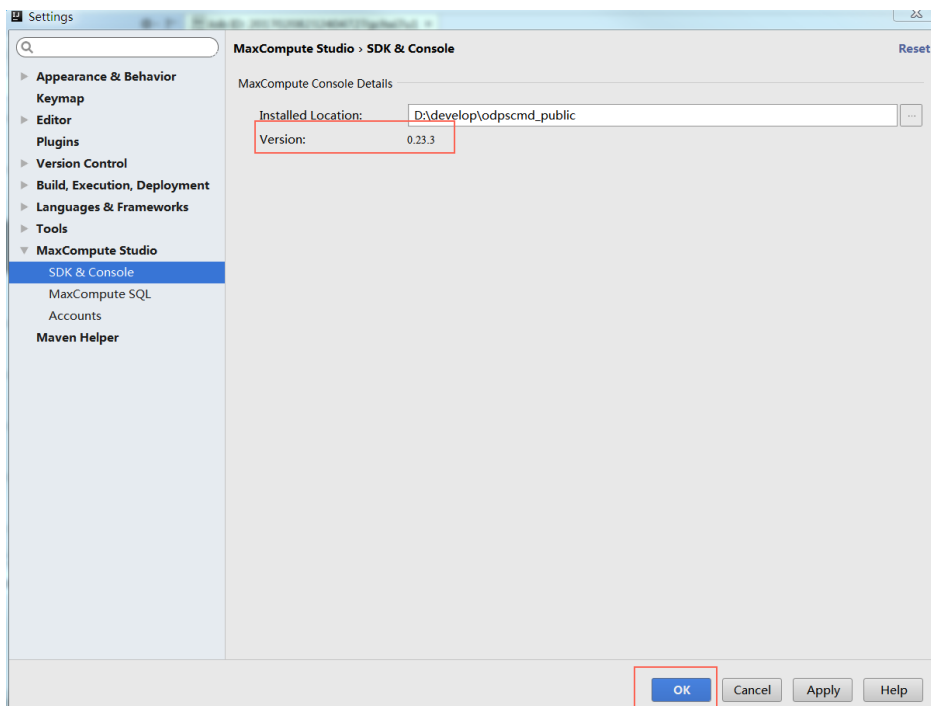 Settings
MaxCompute Studio › SDK & Console
Reset
Appearance & Behavior
Keymap
Editor
Plugins
Version Control
Build, Execution, Deployment
Languages & Frameworks
Tools
MaxCompute Studio
SDK & Console
MaxCompute SQL
Accounts
Maven Helper
MaxCompute Console Details
Installed Location: D:\develop\odpscmd_public ...
Version: 0.23.3
OK Cancel Apply Help